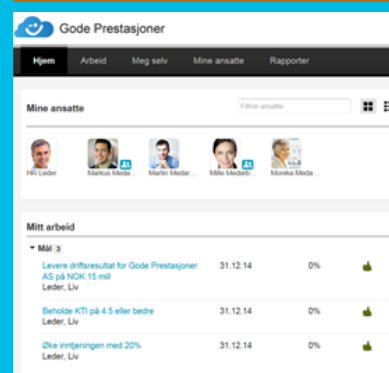 Gode Prestasjoner
Hjem Arbeid Meg selv Mine ansatte Rapporter
Mine ansatte Filtrer ansatte
HR Leder Markus Meda... Martin Medar... Mille Medarb... Monika Meda...
Mitt arbeid
Mål 3
Levere driftsresultat for Gode Prestasjoner 31.12.14 0%
AS på NOK 15 mill
Leder, Liv
Beholde KTI på 4.5 eller bedre 31.12.14 0%
Leder, Liv
Øke inntjeningen med 20% 31.12.14 0%
Leder, Liv